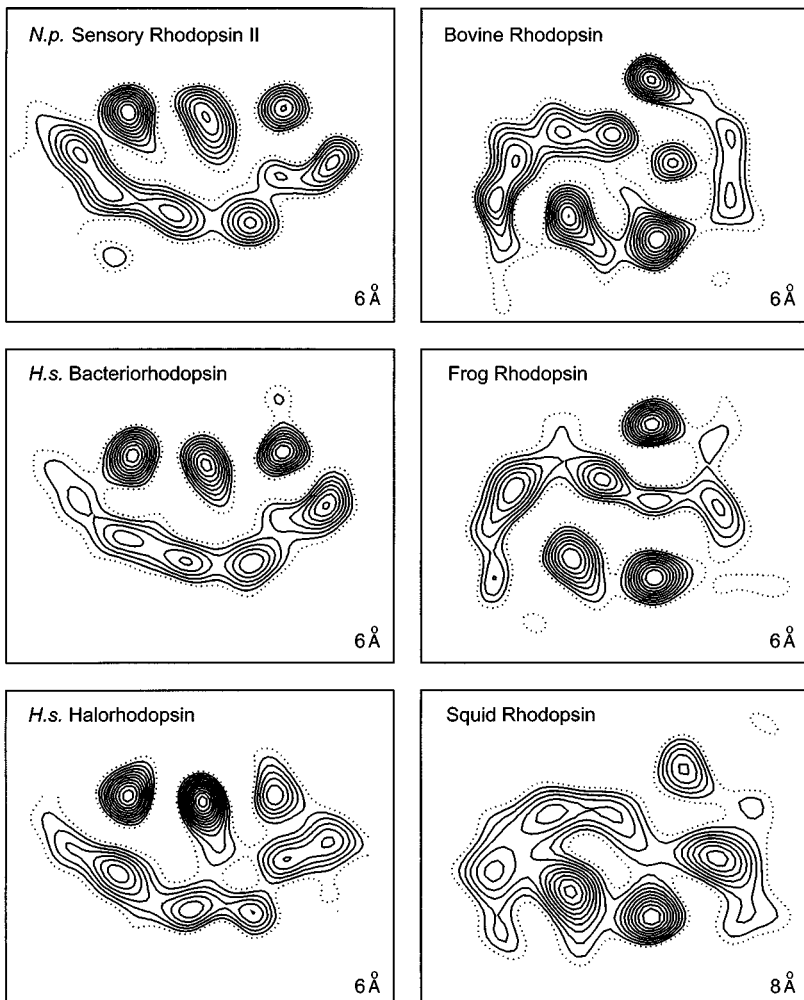 N.p. Sensory Rhodopsin II
6 Å
Bovine Rhodopsin
6 Å
H.s. Bacteriorhodopsin
6 Å
Frog Rhodopsin
6 Å
H.s. Halorhodopsin
6 Å
Squid Rhodopsin
8 Å